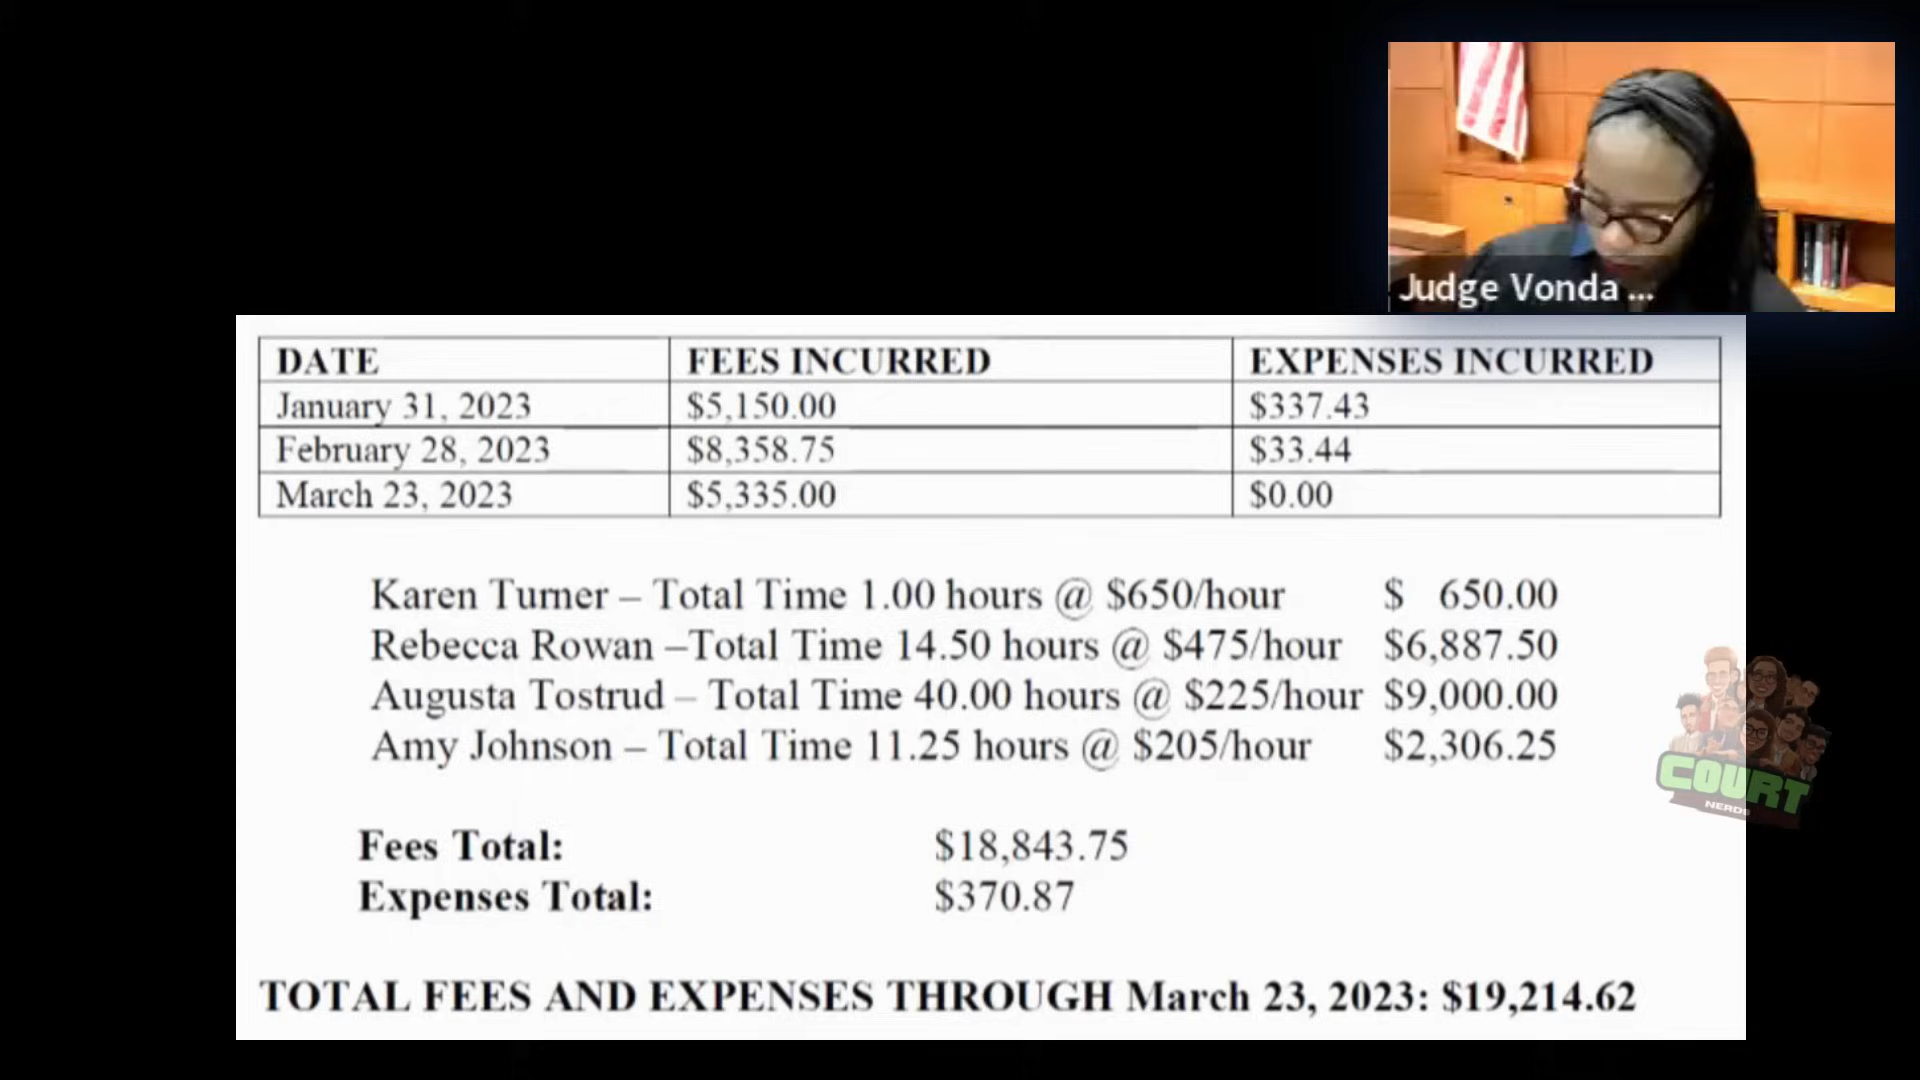 Judge Vonda ...
DATE FEES INCURRED EXPENSES INCURRED
January 31, 2023 $5,150.00 $337.43
February 28, 2023 $8,358.75 $33.44
March 23, 2023 $5,335.00 $0.00
Karen Turner – Total Time 1.00 hours @ $650/hour $ 650.00
Rebecca Rowan –Total Time 14.50 hours @ $475/hour $6,887.50
Augusta Tostrud – Total Time 40.00 hours @ $225/hour $9,000.00
Amy Johnson – Total Time 11.25 hours @ $205/hour $2,306.25
COURT
NERDS
Fees Total: $18,843.75
Expenses Total: $370.87
TOTAL FEES AND EXPENSES THROUGH March 23, 2023: $19,214.62